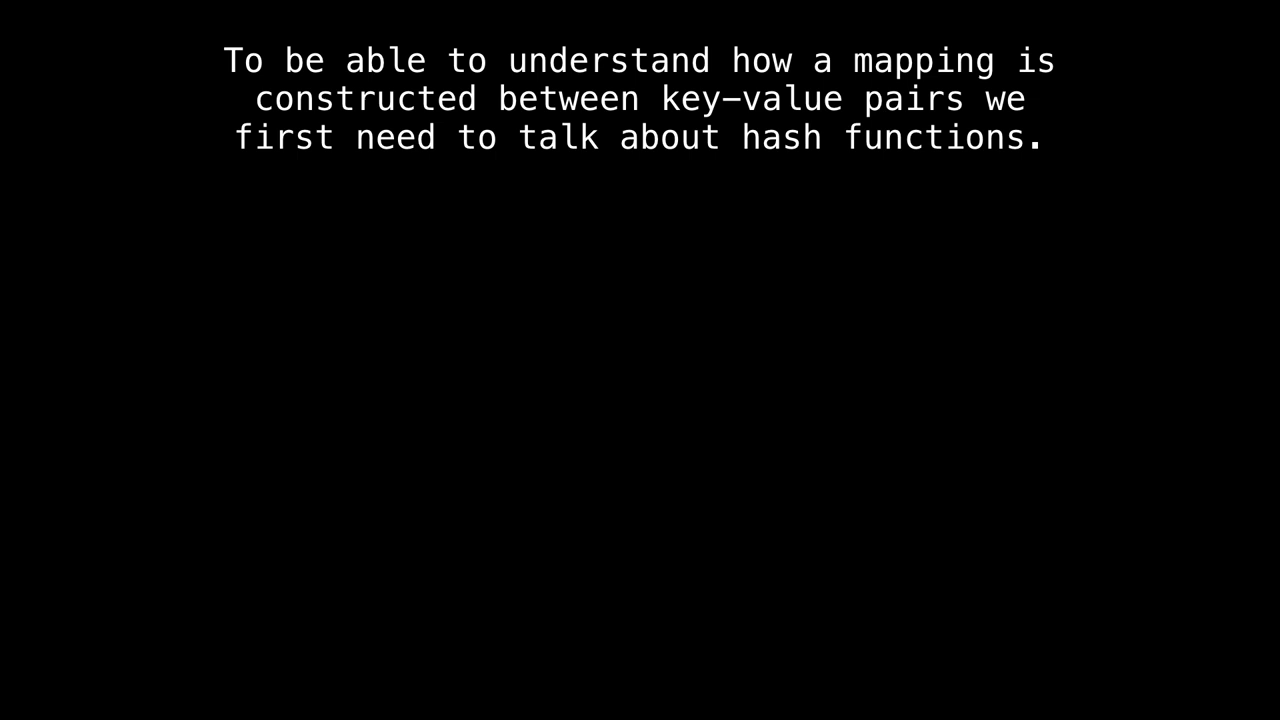 To be able to understand how a mapping is
constructed between key-value pairs we
first need to talk about hash functions.